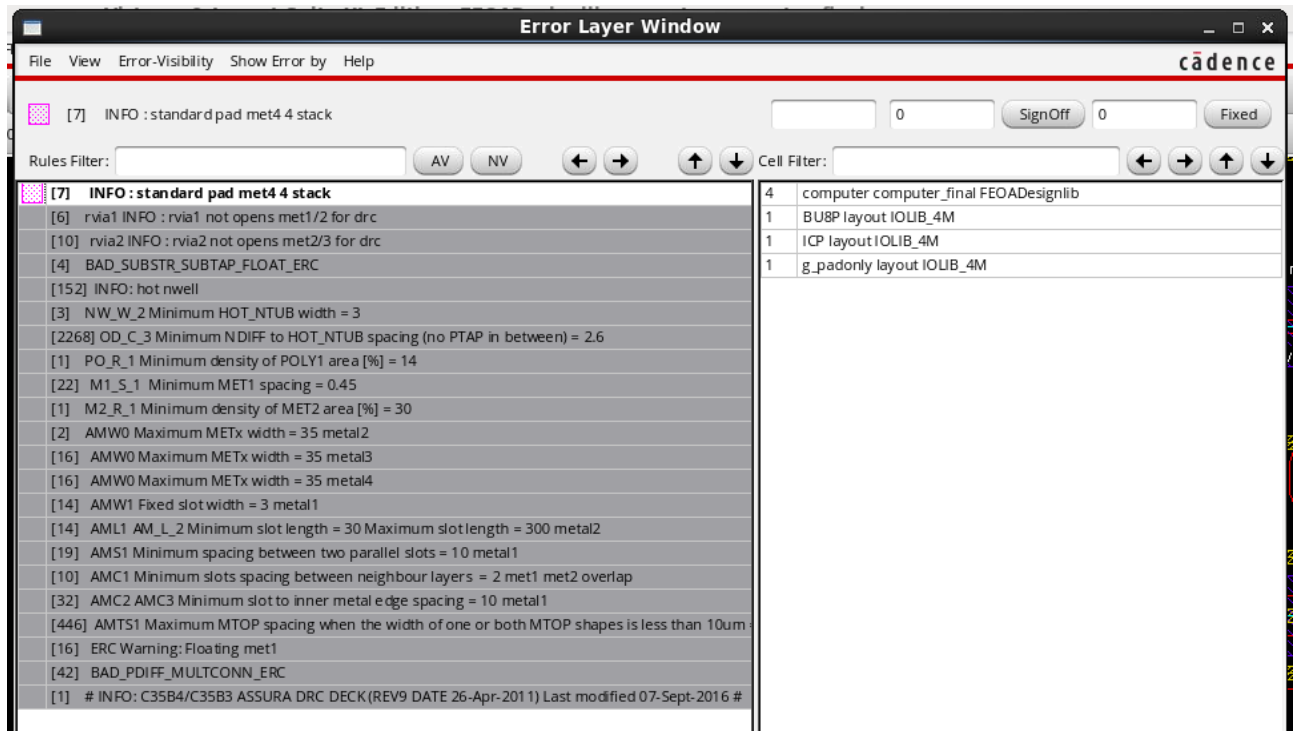 Error Layer Window
File View Error-Visibility Show Error by Help cādence
[7] INFO : standard pad met4 4 stack 0 SignOff 0 Fixed
Rules Filter: AV NV Cell Filter:
[7] INFO : standard pad met4 4 stack
[6] rvia1 INFO : rvia1 not opens met1/2 for drc
[10] rvia2 INFO : rvia2 not opens met2/3 for drc
[4] BAD_SUBSTR_SUBTAP_FLOAT_ERC
[152] INFO: hot nwell
[3] NW_W_2 Minimum HOT_NTUB width = 3
[2268] OD_C_3 Minimum NDIFF to HOT_NTUB spacing (no PTAP in between) = 2.6
[1] PO_R_1 Minimum density of POLY1 area [%] = 14
[22] M1_S_1 Minimum MET1 spacing = 0.45
[1] M2_R_1 Minimum density of MET2 area [%] = 30
[2] AMW0 Maximum METx width = 35 metal2
[16] AMW0 Maximum METx width = 35 metal3
[16] AMW0 Maximum METx width = 35 metal4
[14] AMW1 Fixed slot width = 3 metal1
[14] AML1 AM_L_2 Minimum slot length = 30 Maximum slot length = 300 metal2
[19] AMS1 Minimum spacing between two parallel slots = 10 metal1
[10] AMC1 Minimum slots spacing between neighbour layers = 2 met1 met2 overlap
[32] AMC2 AMC3 Minimum slot to inner metal edge spacing = 10 metal1
[446] AMTS1 Maximum MTOP spacing when the width of one or both MTOP shapes is less than 10um
[16] ERC Warning: Floating met1
[42] BAD_PDIFF_MULTCONN_ERC
[1] # INFO: C35B4/C35B3 ASSURA DRC DECK (REV9 DATE 26-Apr-2011) Last modified 07-Sept-2016 #
4 computer computer_final FEOADesignlib
1 BU8P layout IOLIB_4M
1 ICP layout IOLIB_4M
1 g_padonly layout IOLIB_4M